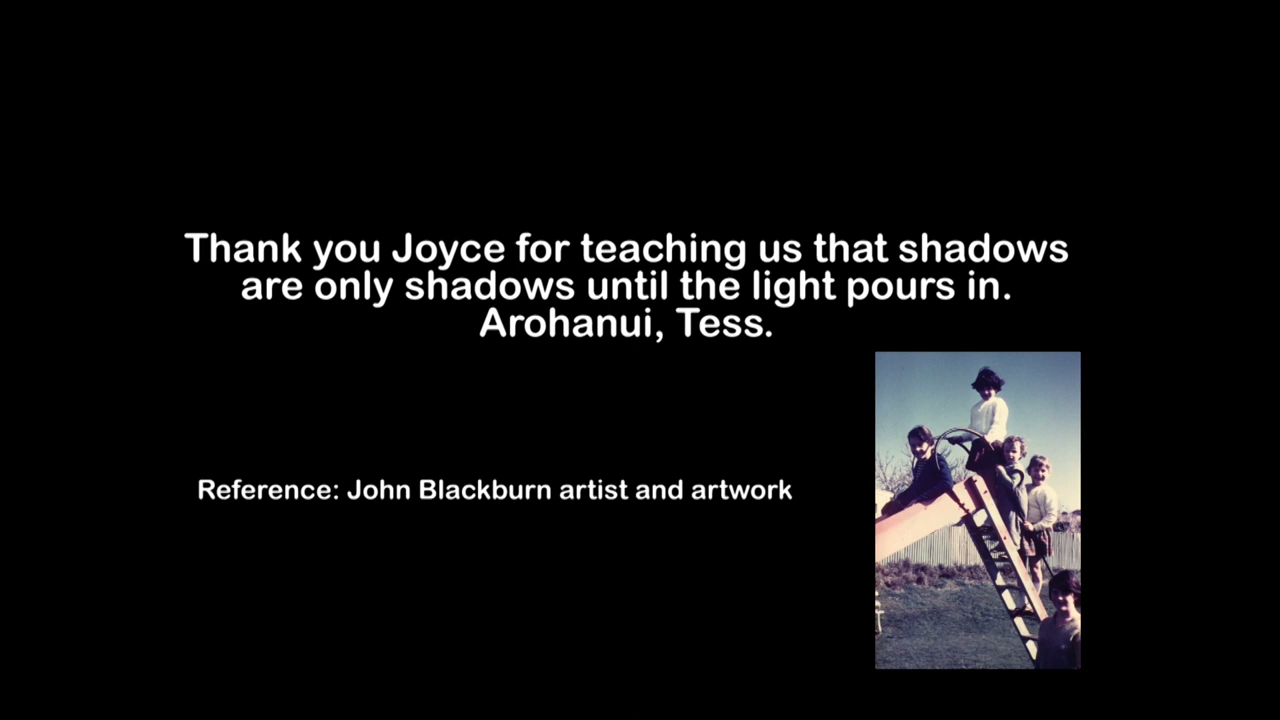 Thank you Joyce for teaching us that shadows
are only shadows until the light pours in.
Arohanui, Tess.
Reference: John Blackburn artist and artwork